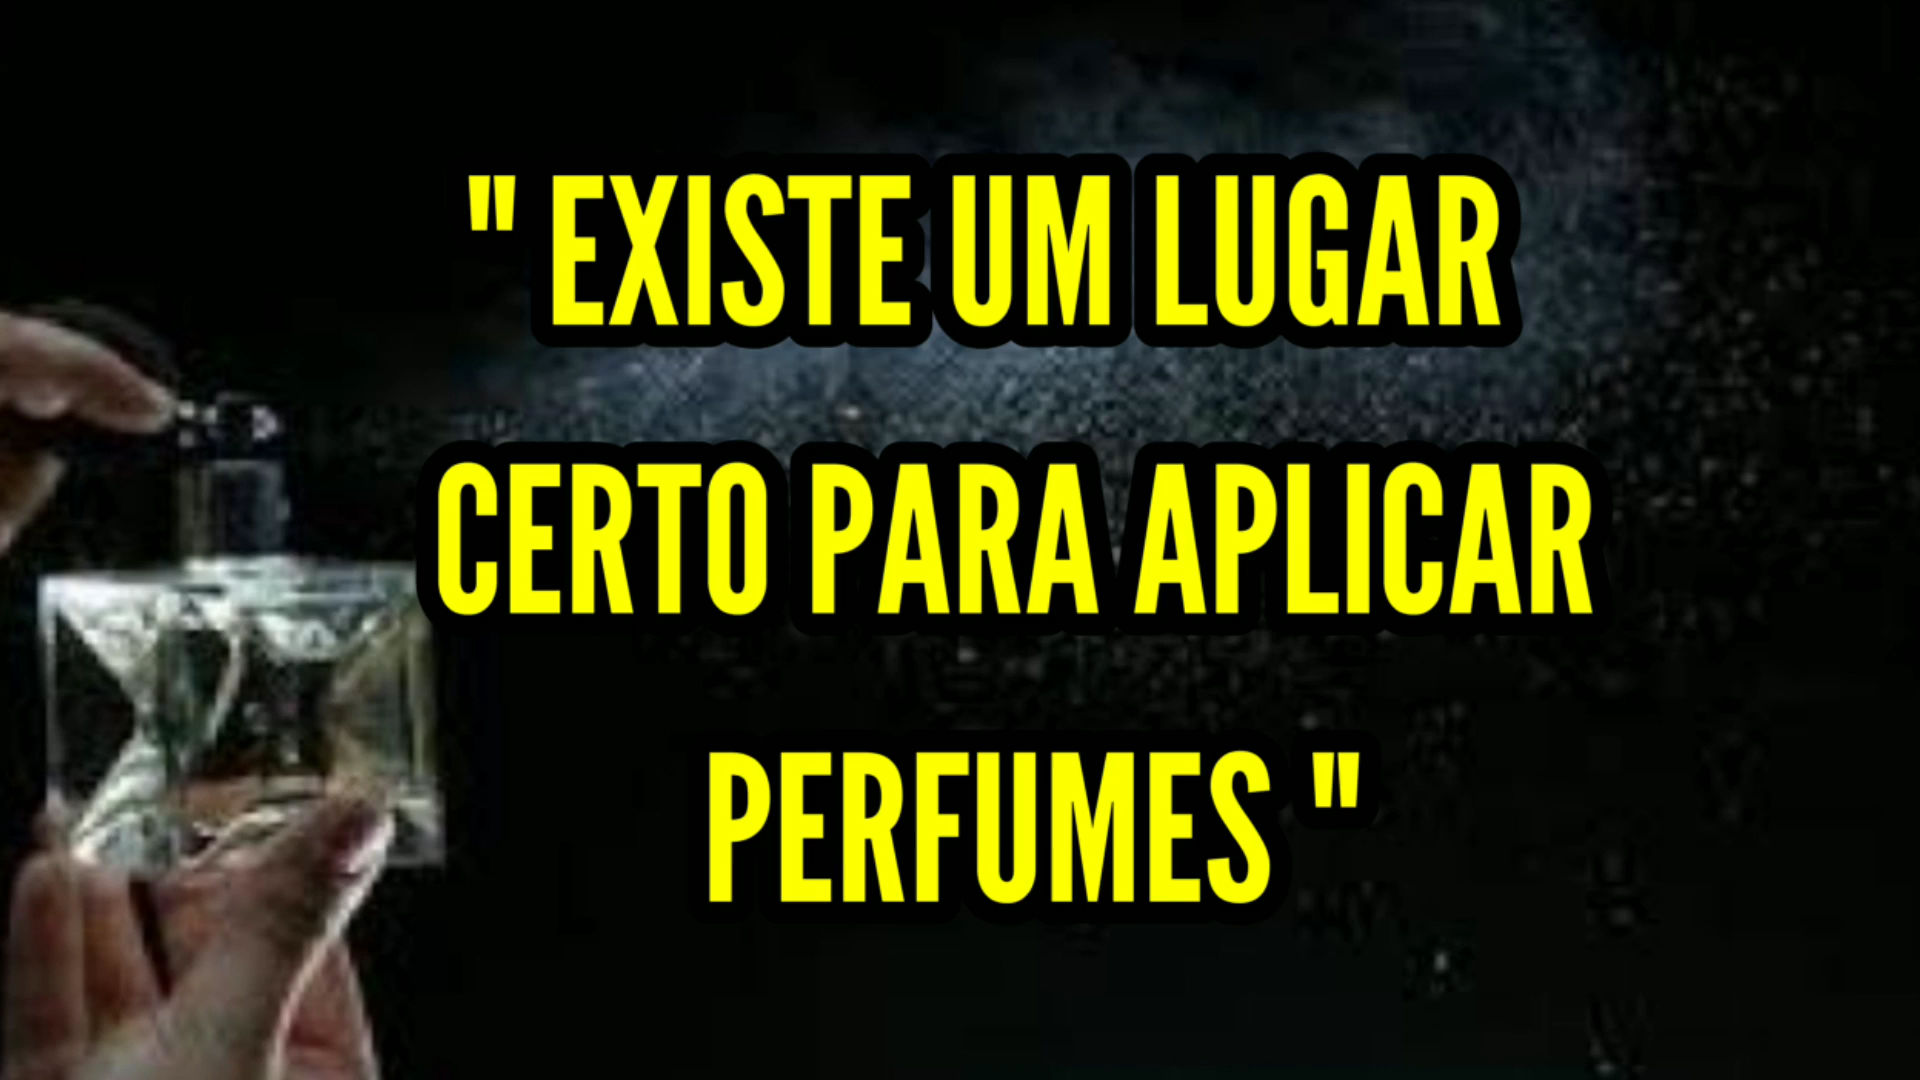 " EXISTE UM LUGAR
CERTO PARA APLICAR
PERFUMES "